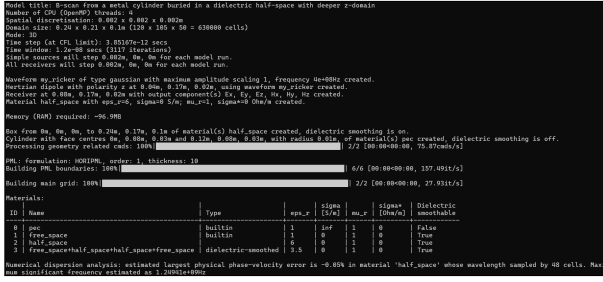 Model title: B-scan from a metal cylinder buried in a dielectric half-space with deeper z-domain
Number of CPU (OpenMP) threads: 4
Spatial discretisation: 0.002 x 0.002 x 0.002m
Domain size: 0.24 x 0.21 x 0.1m (120 x 105 x 50 = 630000 cells)
Mode: 3D
Time step (at CFL limit): 3.85167e-12 secs
Time window: 1.2e-08 secs (3117 iterations)
Simple sources will step 0.002m, 0m, 0m for each model run.
All receivers will step 0.002m, 0m, 0m for each model run.
Waveform my_ricker of type gaussian with maximum amplitude scaling 1, frequency 4e+08Hz created.
Hertzian dipole with polarity z at 0.04m, 0.17m, 0.02m, using waveform my_ricker created.
Receiver at 0.08m, 0.17m, 0.02m with output component(s) Ex, Ey, Ez, Hx, Hy, Hz created.
Material half_space with eps_r=6, sigma=0 S/m; mu_r=1, sigma*=0 Ohm/m created.
Memory (RAM) required: ~96.9MB
Box from 0m, 0m, 0m, to 0.24m, 0.17m, 0.1m of material(s) half_space created, dielectric smoothing is on.
Cylinder with face centres 0m, 0.08m, 0.03m and 0.12m, 0.08m, 0.03m, with radius 0.01m, of material(s) pec created, dielectric smoothing is off.
Processing geometry related cmds: 100%| | 2/2 [00:00<00:00, 75.87cmds/s]
PML: formulation: HORIPML, order: 1, thickness: 10
Building PML boundaries: 100%| | 6/6 [00:00<00:00, 157.49it/s]
Building main grid: 100%| | 2/2 [00:00<00:00, 27.93it/s]
Materials:
| | | | sigma | | sigma* | Dielectric
ID | Name | Type | eps_r | [S/m] | mu_r | [Ohm/m] | smoothable
0 | pec | builtin | 1 | inf | 1 | 0 | False
1 | free_space | builtin | 1 | 0 | 1 | 0 | True
2 | half_space | | 6 | 0 | 1 | 0 | True
3 | free_space+half_space+half_space+free_space | dielectric-smoothed | 3.5 | 0 | 1 | 0 | True
Numerical dispersion analysis: estimated largest physical phase-velocity error is -0.05% in material 'half_space' whose wavelength sampled by 48 cells. Max
mum significant frequency estimated as 1.24941e+09Hz